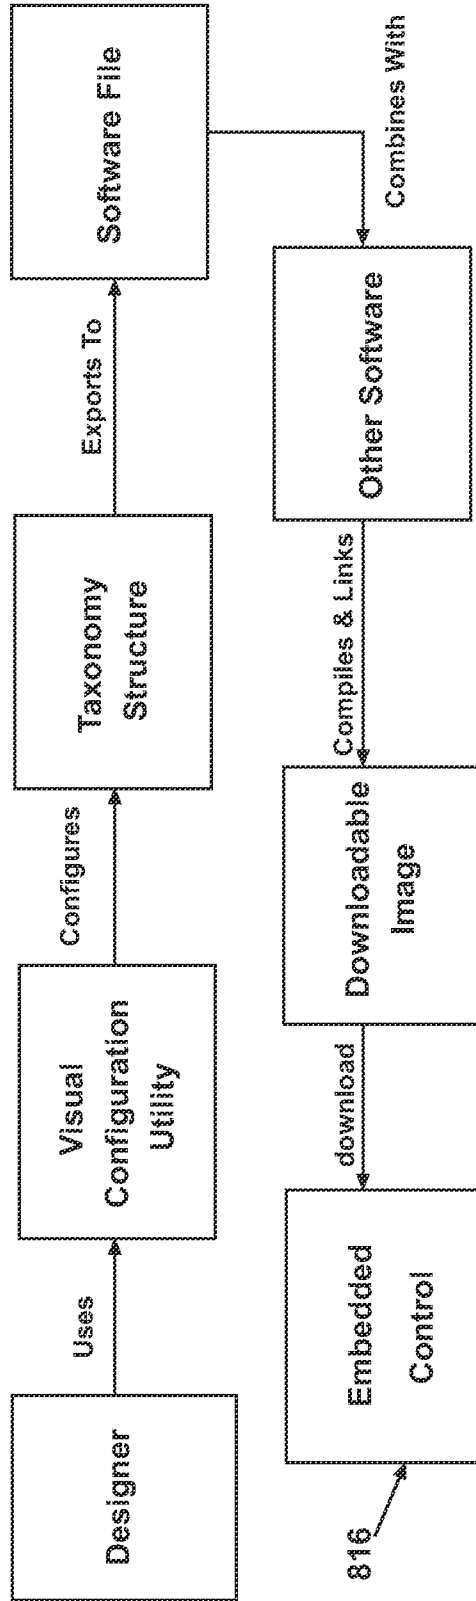 Designer
Uses
Visual
Configuration
Utility
Configures
Taxonomy
Structure
Exports To
Software File
Combines With
Other Software
Compiles & Links
Downloadable
Image
download
Embedded
Control
816